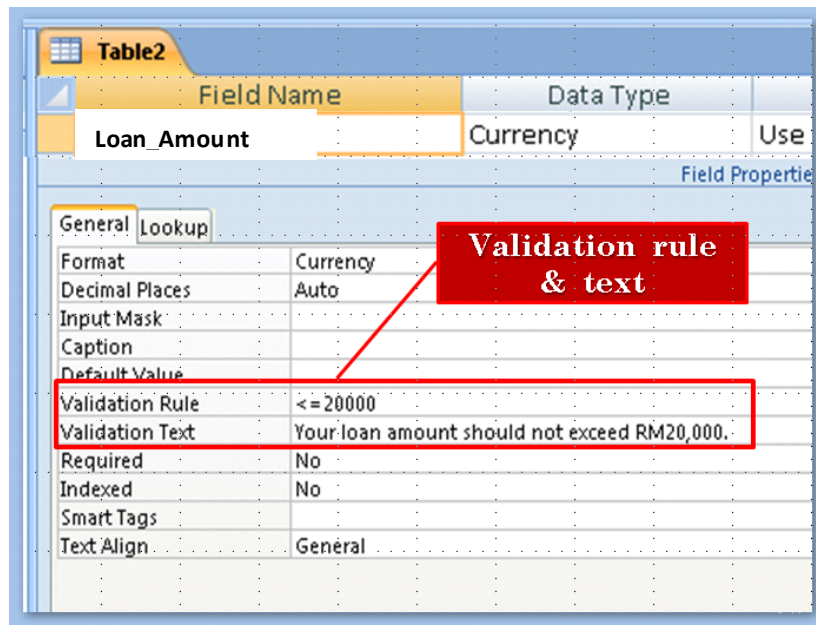 Table2
Field Name Data Type
Loan_Amount Currency Use
Field Propertie
General Lookup
Validation rule
& text
Format Currency
Decimal Places Auto
Input Mask
Caption
Default Value
Validation Rule <=20000
Validation Text Your loan amount should not exceed RM20,000.
Required No
Indexed No
Smart Tags
Text Align General